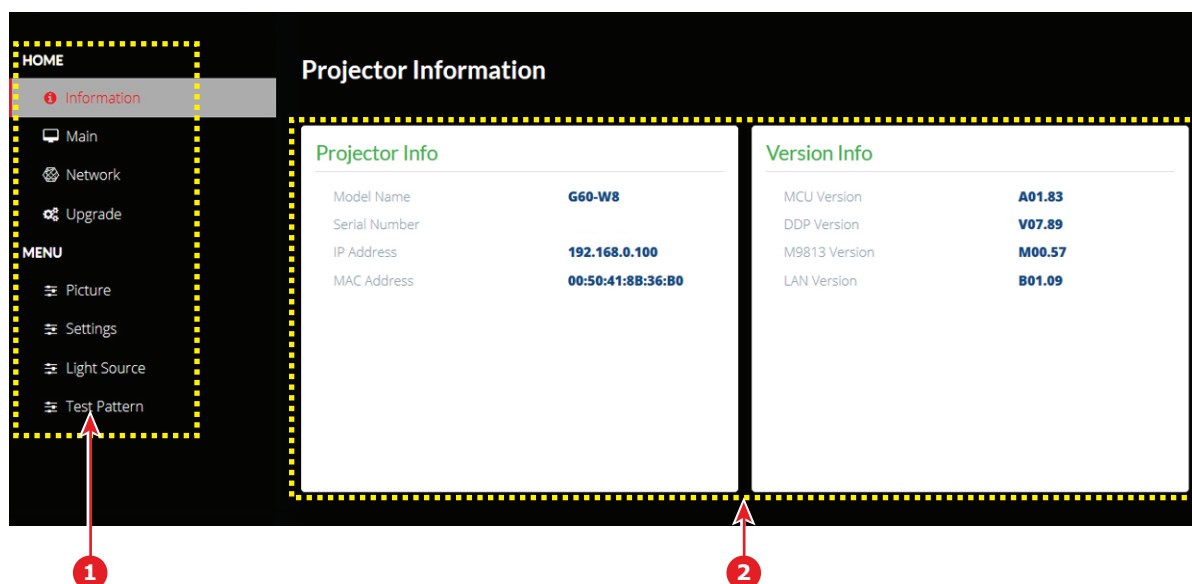 HOME
Information
Main
Network
Upgrade
MENU
Picture
Settings
Light Source
Test Pattern
Projector Information
Projector Info
Model Name G60-W8
Serial Number
IP Address 192.168.0.100
MAC Address 00:50:41:8B:36:B0
Version Info
MCU Version A01.83
DDP Version V07.89
M9813 Version M00.57
LAN Version B01.09
1
2